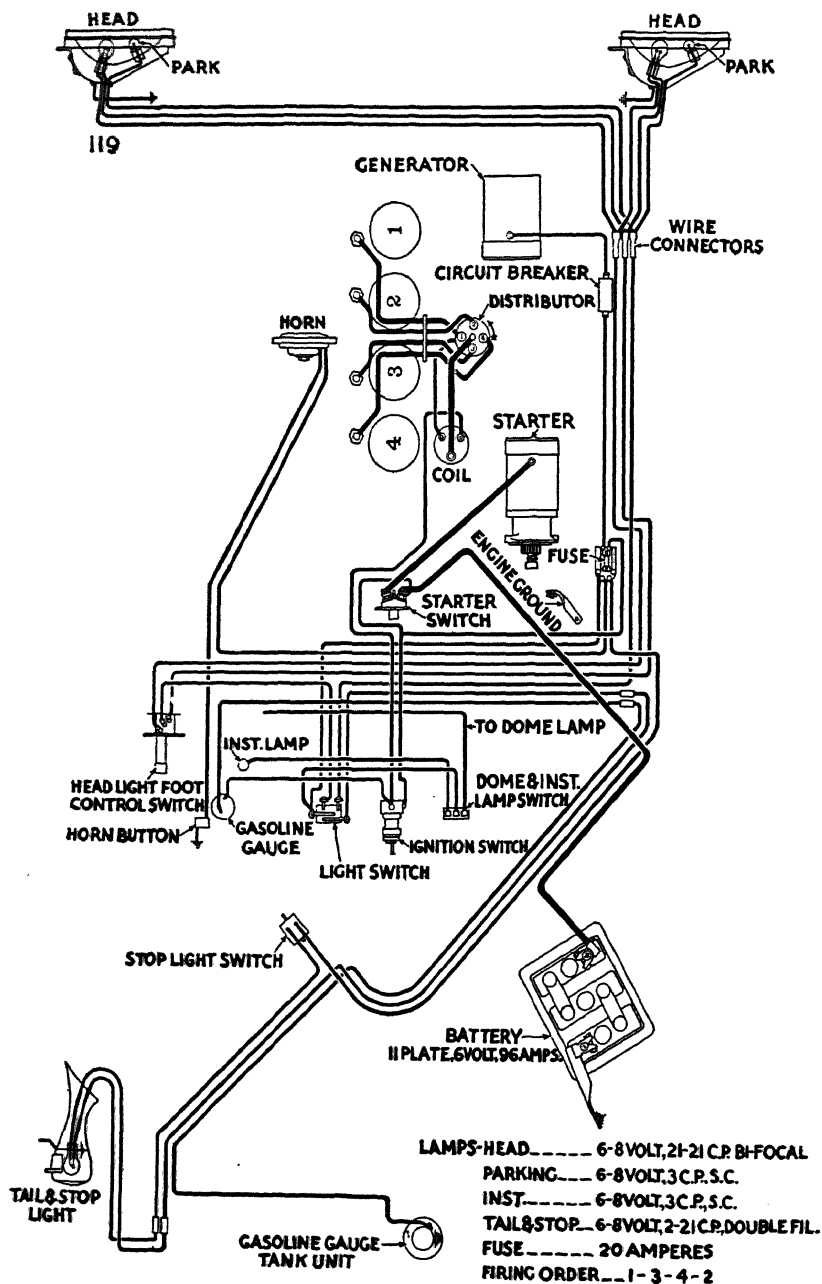 HEAD
HEAD
PARK
PARK
119
GENERATOR
WIRE
CONNECTORS
1
CIRCUIT BREAKER
2
DISTRIBUTOR
HORN
3
STARTER
4
COIL
ENGINE GROUND
FUSE
STARTER
SWITCH
TO DOME LAMP
INST. LAMP
HEAD LIGHT FOOT
CONTROL SWITCH
DOME & INST.
LAMP SWITCH
HORN BUTTON
GASOLINE
GAUGE
IGNITION SWITCH
LIGHT SWITCH
STOP LIGHT SWITCH
BATTERY
11 PLATE, 6 VOLT, 96 AMPS.
LAMPS-HEAD_____ 6-8 VOLT, 21-21 C.P. BI-FOCAL
PARKING___ 6-8 VOLT, 3 C.P., S.C.
INST.______ 6-8 VOLT, 3 C.P., S.C.
TAIL & STOP__ 6-8 VOLT, 2-21 C.P., DOUBLE FIL.
FUSE ______ 20 AMPERES
FIRING ORDER__1-3-4-2
TAIL & STOP
LIGHT
GASOLINE GAUGE
TANK UNIT